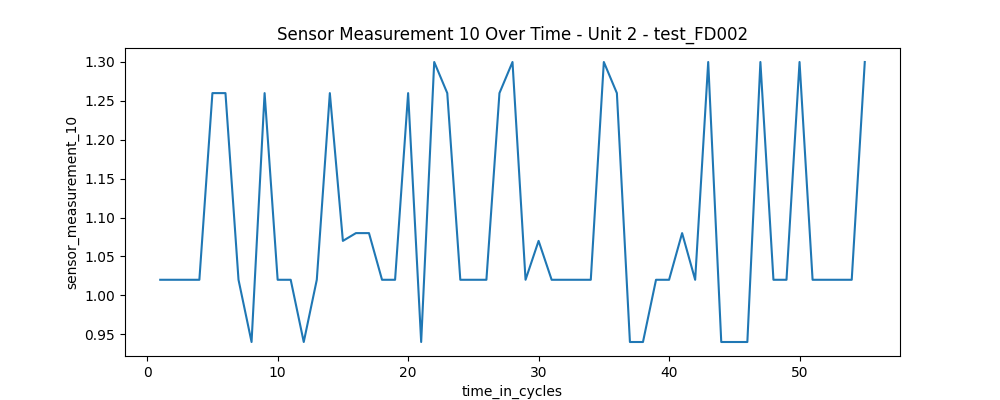 Sensor Measurement 10 Over Time - Unit 2 - test_FD002
sensor_measurement_10
1.30
1.25
1.20
1.15
1.10
1.05
1.00
0.95
0 10 20 30 40 50
time_in_cycles